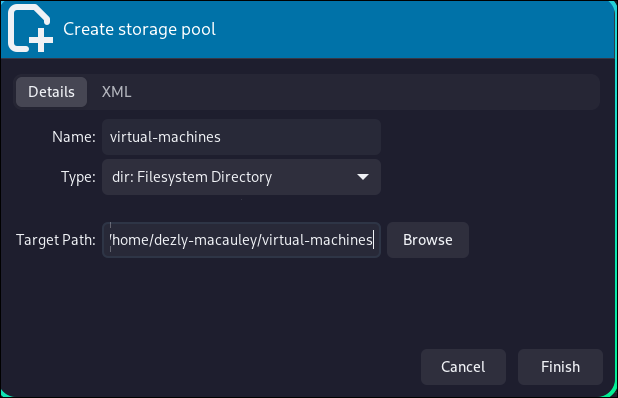 Create storage pool
Details XML
Name: virtual-machines
Type: dir: Filesystem Directory
Target Path: /home/dezly-macauley/virtual-machines Browse
Cancel Finish